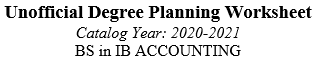 Unofficial Degree Planning Worksheet
Catalog Year: 2020-2021
BS in IB ACCOUNTING